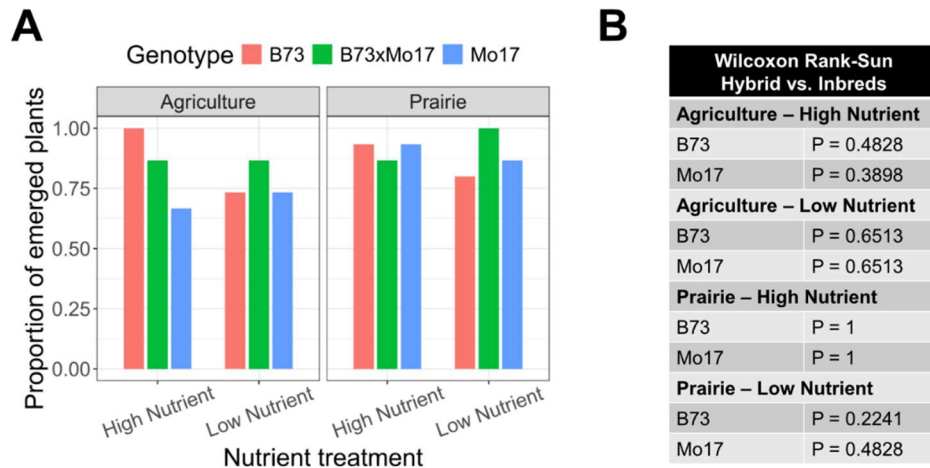 A
Genotype B73 B73xMo17 Mo17
Agriculture Prairie
Proportion of emerged plants
1.00
0.75
0.50
0.25
0.00
High Nutrient Low Nutrient High Nutrient Low Nutrient
Nutrient treatment
B
Wilcoxon Rank-Sun
Hybrid vs. Inbreds
Agriculture – High Nutrient
B73 P = 0.4828
Mo17 P = 0.3898
Agriculture – Low Nutrient
B73 P = 0.6513
Mo17 P = 0.6513
Prairie – High Nutrient
B73 P = 1
Mo17 P = 1
Prairie – Low Nutrient
B73 P = 0.2241
Mo17 P = 0.4828